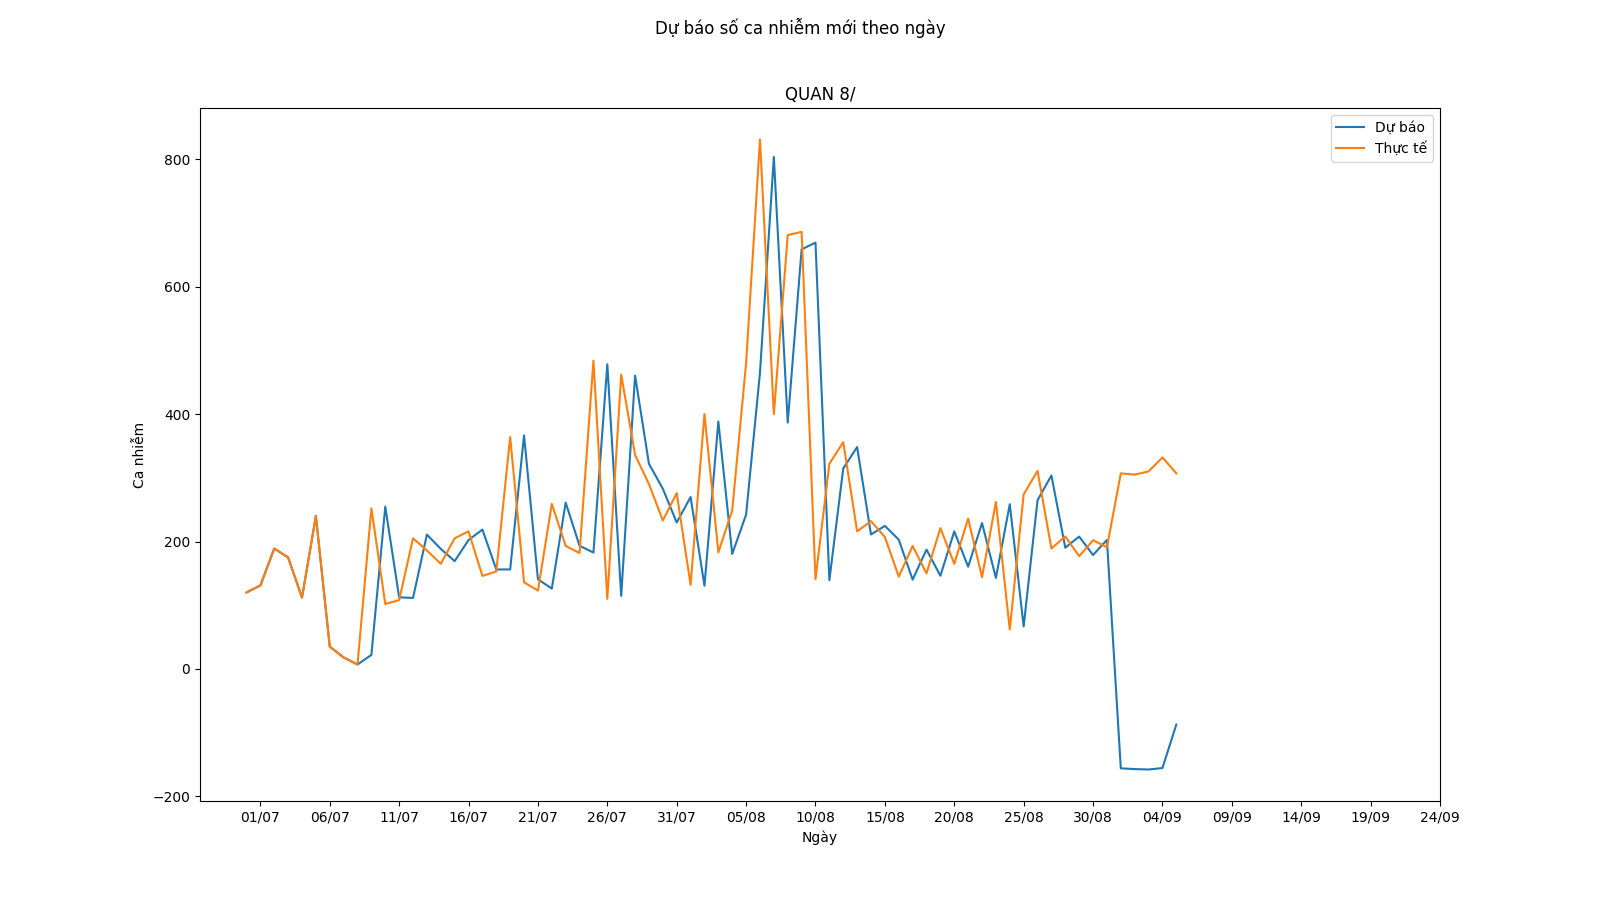 Dự báo số ca nhiễm mới theo ngày
QUAN 8/
Dự báo
Thực tế
800
600
400
200
0
−200
Ca nhiễm
01/07 06/07 11/07 16/07 21/07 26/07 31/07 05/08 10/08 15/08 20/08 25/08 30/08 04/09 09/09 14/09 19/09 24/09
Ngày